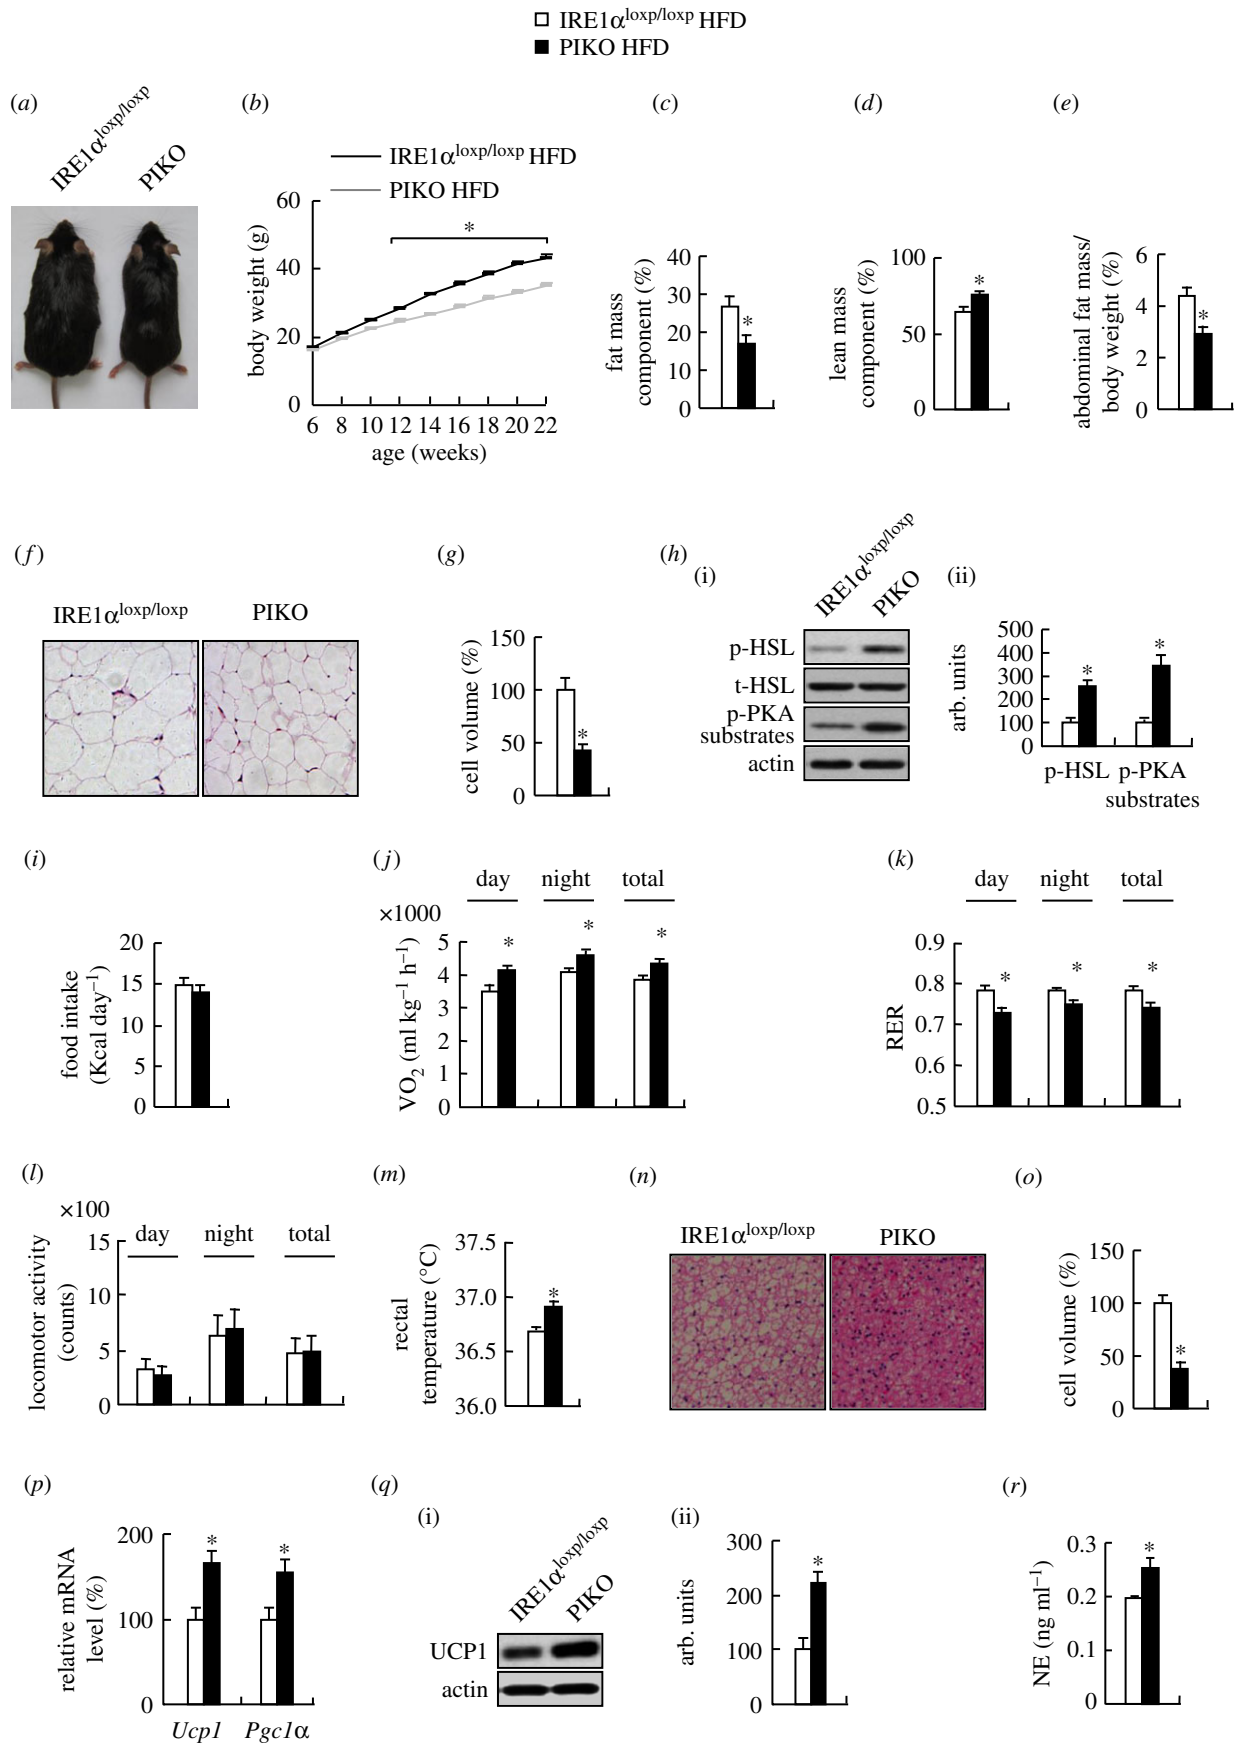 IRE1α^loxp/loxp HFD
PIKO HFD
(a)
IRE1α^loxp/loxp
PIKO
(b)
IRE1α^loxp/loxp HFD
PIKO HFD
body weight (g)
60
40
20
0
*
6 8 10 12 14 16 18 20 22
age (weeks)
(c)
fat mass
component (%)
40
30
20
10
0
*
(d)
lean mass
component (%)
100
50
0
*
(e)
abdominal fat mass/
body weight (%)
6
4
2
0
*
(f)
IRE1α^loxp/loxp
PIKO
(g)
cell volume (%)
150
100
50
0
*
(h)
(i)
IRE1α^loxp/loxp
PIKO
p-HSL
t-HSL
p-PKA
substrates
actin
(ii)
arb. units
500
400
300
200
100
0
*
*
p-HSL p-PKA
substrates
(i)
food intake
(Kcal day⁻¹)
20
15
10
5
0
(j)
day night total
×1000
VO₂ (ml kg⁻¹ h⁻¹)
5
4
3
2
1
0
* * *
(k)
day night total
RER
0.9
0.8
0.7
0.6
0.5
* * *
(l)
×100
day night total
locomotor activity
(counts)
15
10
5
0
(m)
rectal
temperature (°C)
37.5
37.0
36.5
36.0
*
(n)
IRE1α^loxp/loxp
PIKO
(o)
cell volume (%)
150
100
50
0
*
(p)
relative mRNA
level (%)
200
100
0
* *
Ucp1 Pgc1α
(q)
(i)
IRE1α^loxp/loxp
PIKO
UCP1
actin
(ii)
arb. units
300
200
100
0
*
(r)
NE (ng ml⁻¹)
0.3
0.2
0.1
0
*